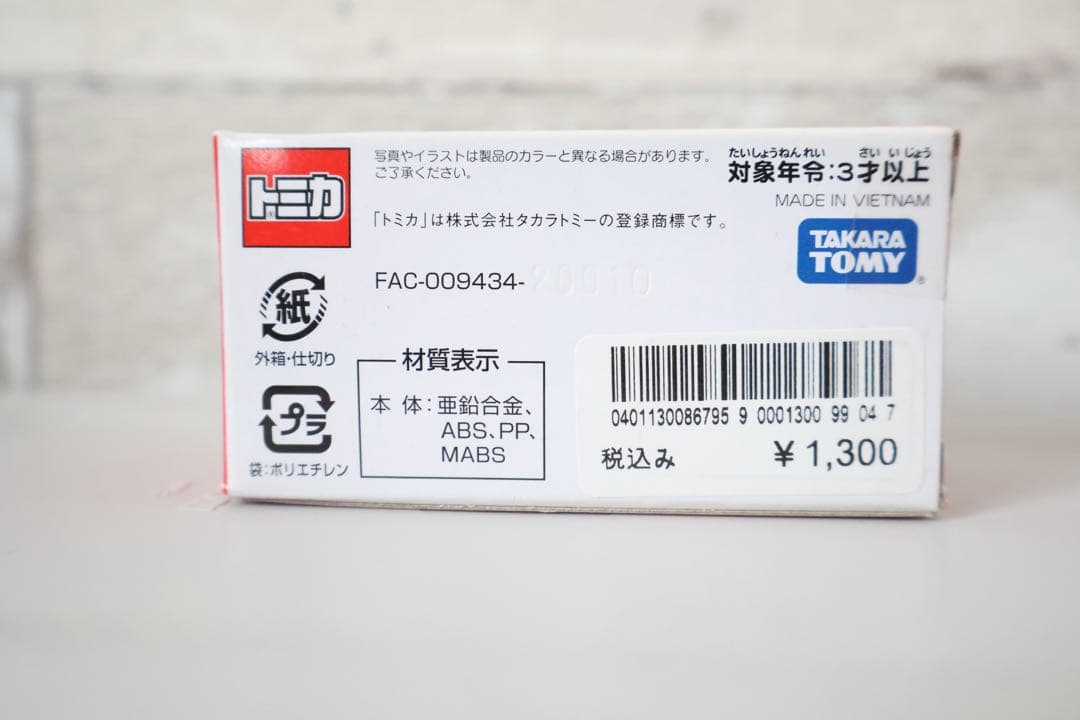 トミカ
写真やイラストは製品のカラーと異なる場合があります。
ご了承ください。
「トミカ」は株式会社タカラトミーの登録商標です。
たいしょうねんれい さい いじょう
対象年令:3才以上
MADE IN VIETNAM
TAKARA
TOMY
FAC-009434-
紙
外箱・仕切り
プラ
袋:ポリエチレン
材質表示
本体:亜鉛合金、
ABS、PP、
MABS
0401130086795 9 0001300 99 04 7
税込み ¥1,300